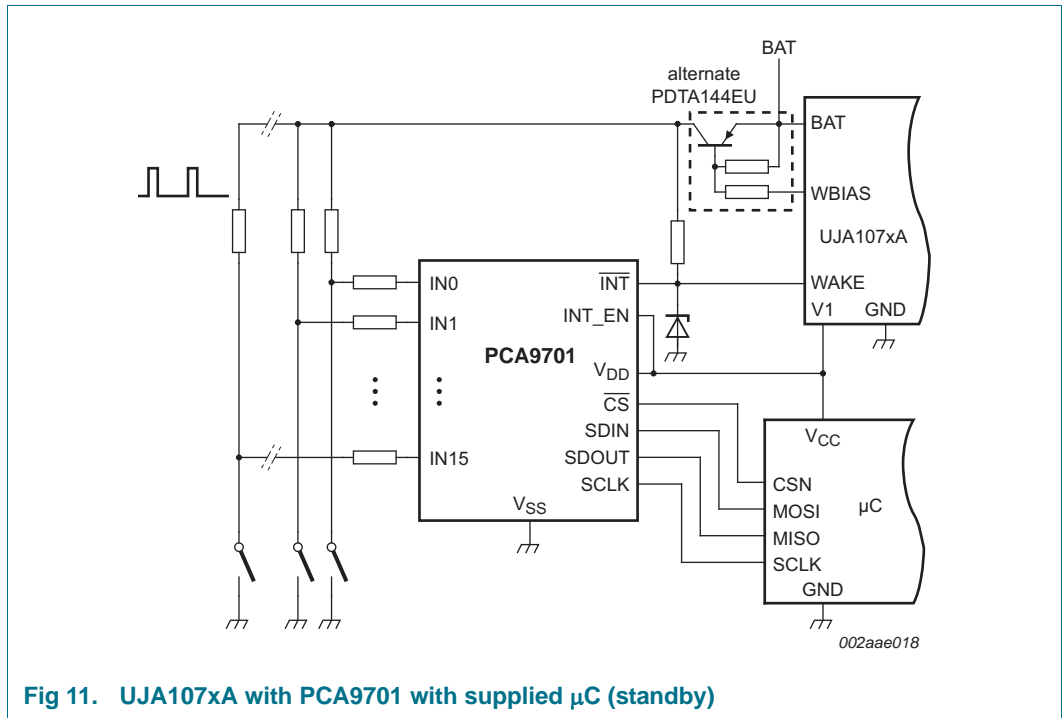 BAT
alternate
PDTA144EU
BAT
WBIAS
UJA107xA
WAKE
V1
GND
IN0
IN1
IN15
PCA9701
INT
INT_EN
VDD
CS
SDIN
SDOUT
SCLK
VSS
VCC
CSN
MOSI
MISO
SCLK
μC
GND
002aae018
Fig 11. UJA107xA with PCA9701 with supplied μC (standby)